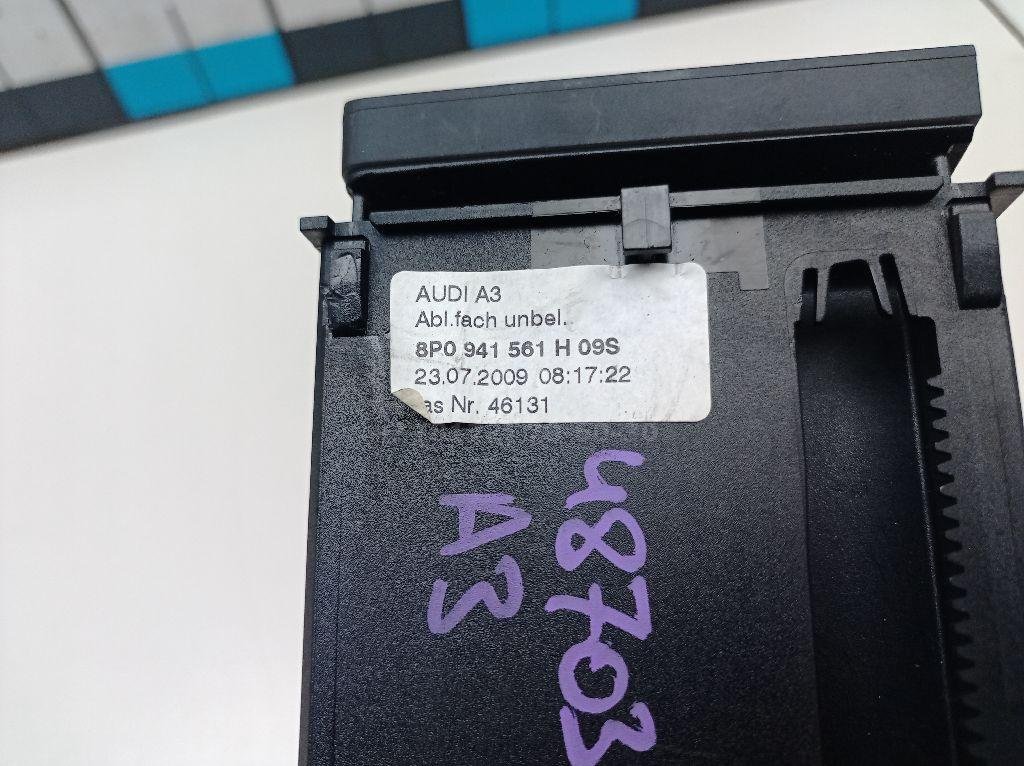 AUDI A3
Abl.fach unbel.
8P0 941 561 H 09S
23.07.2009 08:17:22
as Nr. 46131
48703
A3